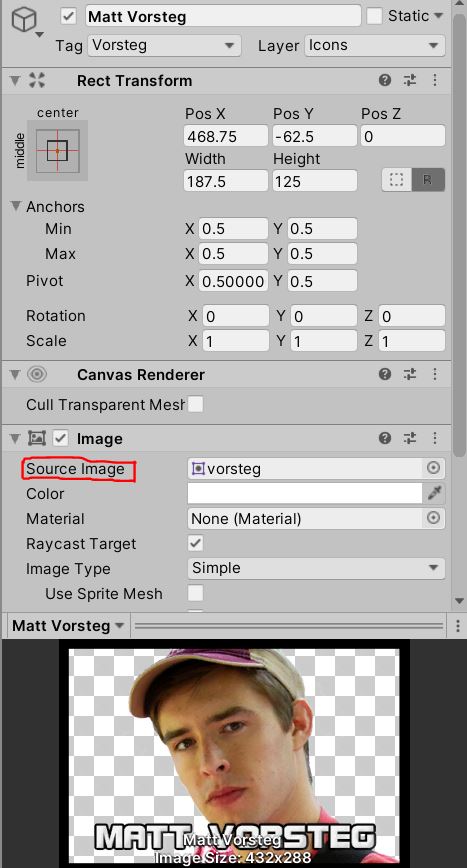 Matt Vorsteg Static
Tag Vorsteg Layer Icons
Rect Transform
center
middle
Pos X Pos Y Pos Z
468.75 -62.5 0
Width Height
187.5 125
R
Anchors
Min X 0.5 Y 0.5
Max X 0.5 Y 0.5
Pivot X 0.50000 Y 0.5
Rotation X 0 Y 0 Z 0
Scale X 1 Y 1 Z 1
Canvas Renderer
Cull Transparent Mesh
Image
Source Image vorsteg
Color
Material None (Material)
Raycast Target
Image Type Simple
Use Sprite Mesh
Matt Vorsteg
MATT VORSTEG
Matt Vorsteg
Image Size: 432x288